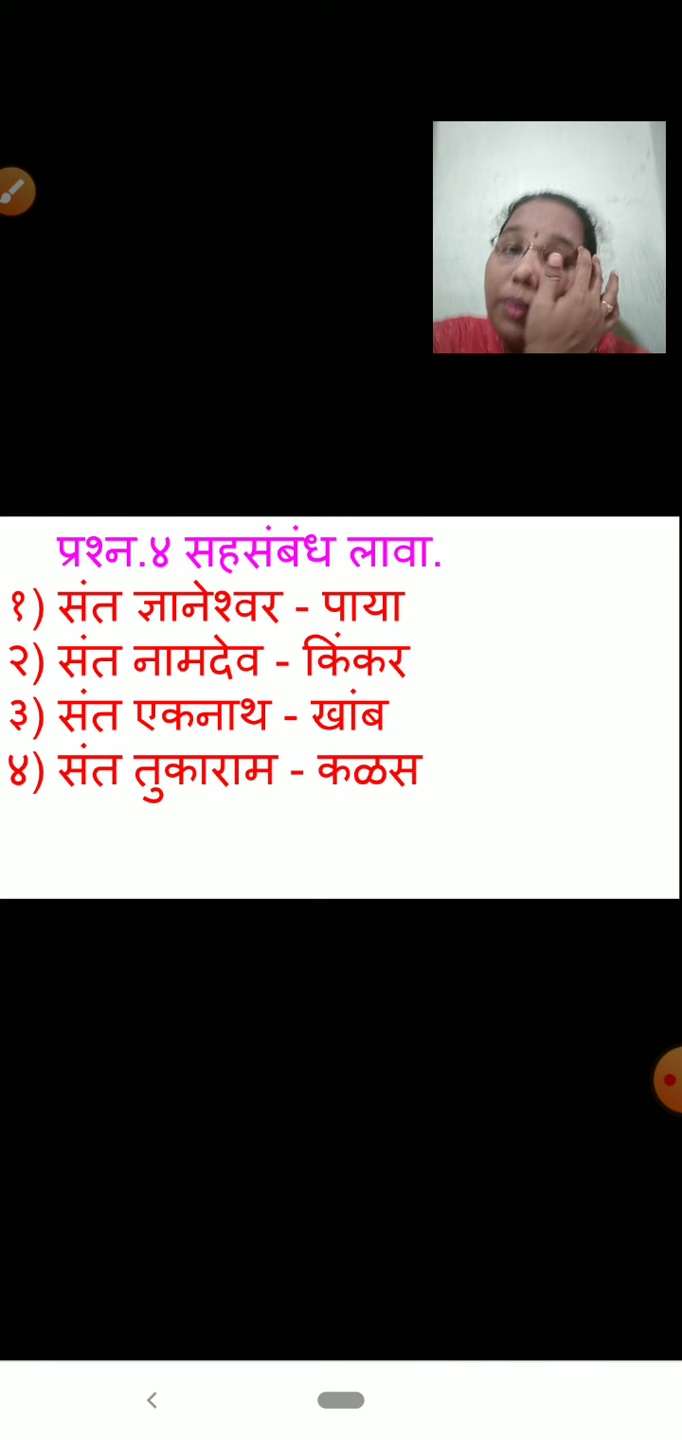 प्रश्न.४ सहसंबंध लावा.
१) संत ज्ञानेश्वर - पाया
२) संत नामदेव - किंकर
३) संत एकनाथ - खांब
४) संत तुकाराम - कळस